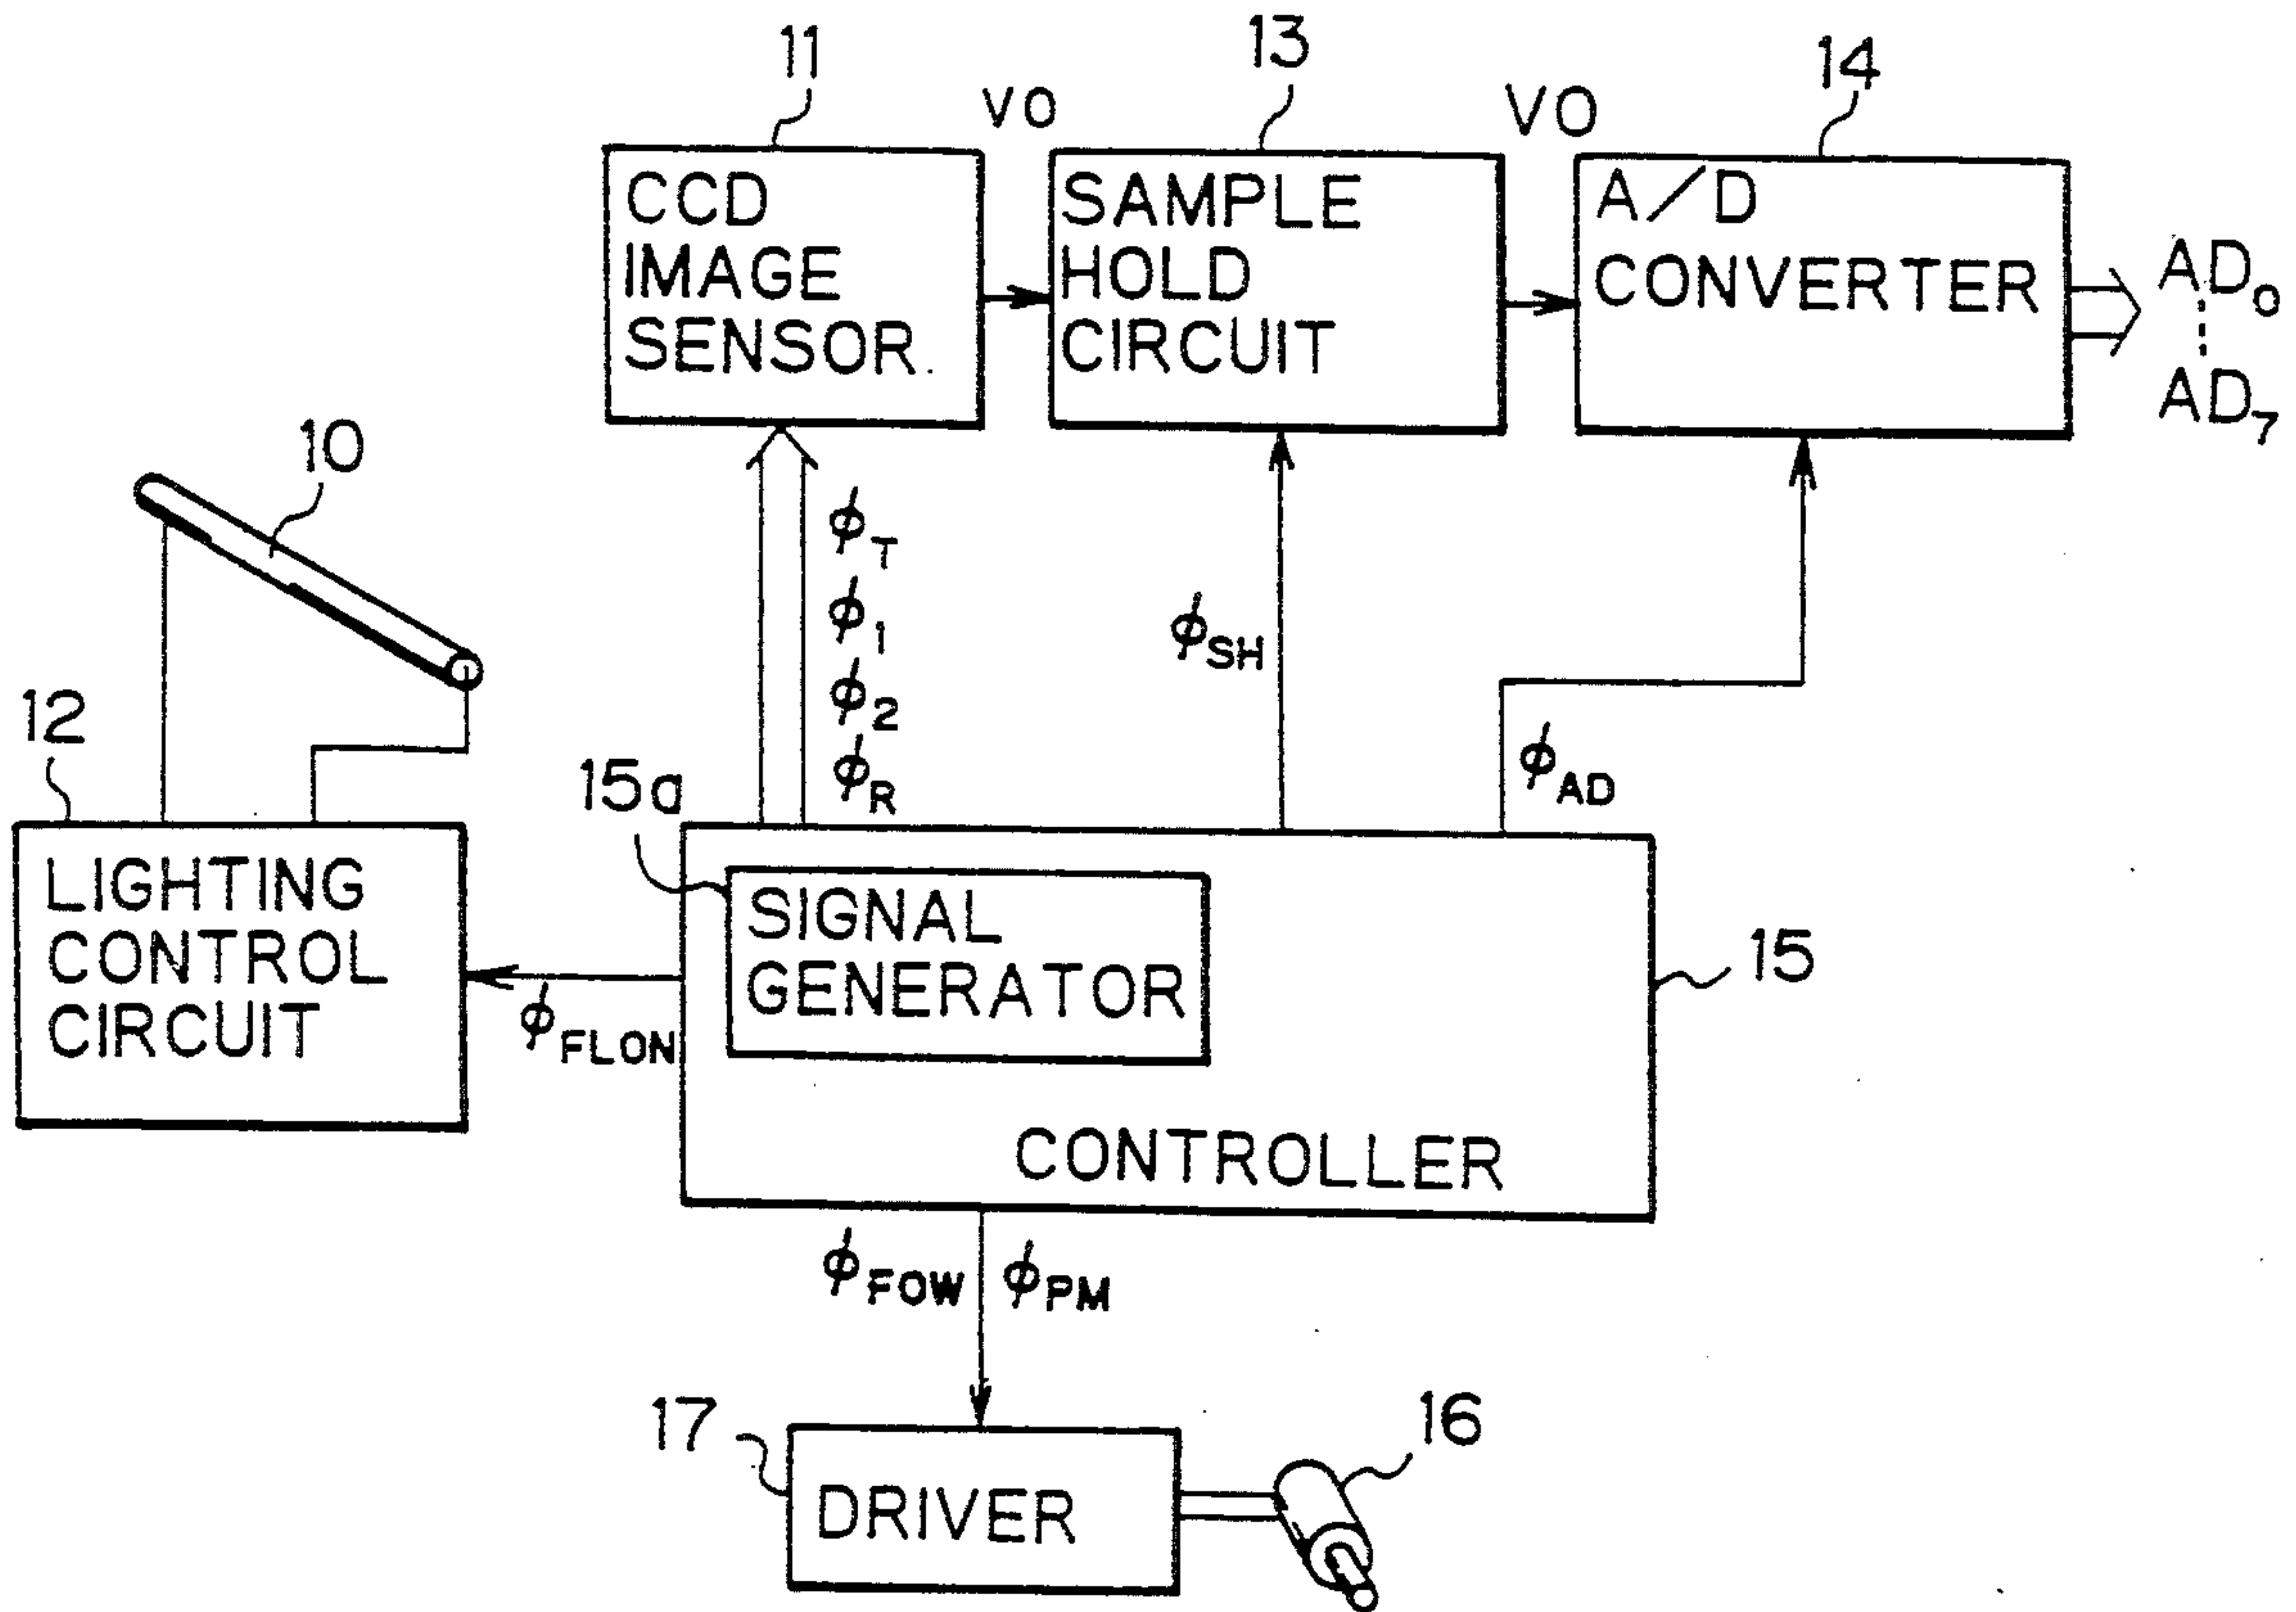 11
VO
13
VO
14
CCD
IMAGE
SENSOR
SAMPLE
HOLD
CIRCUIT
A/D
CONVERTER
AD₀
AD₇
10
ϕT
ϕ1
ϕ2
ϕR
ϕSH
ϕAD
12
15a
LIGHTING
CONTROL
CIRCUIT
ϕFLON
SIGNAL
GENERATOR
CONTROLLER
15
ϕFOW
ϕPM
17
DRIVER
16